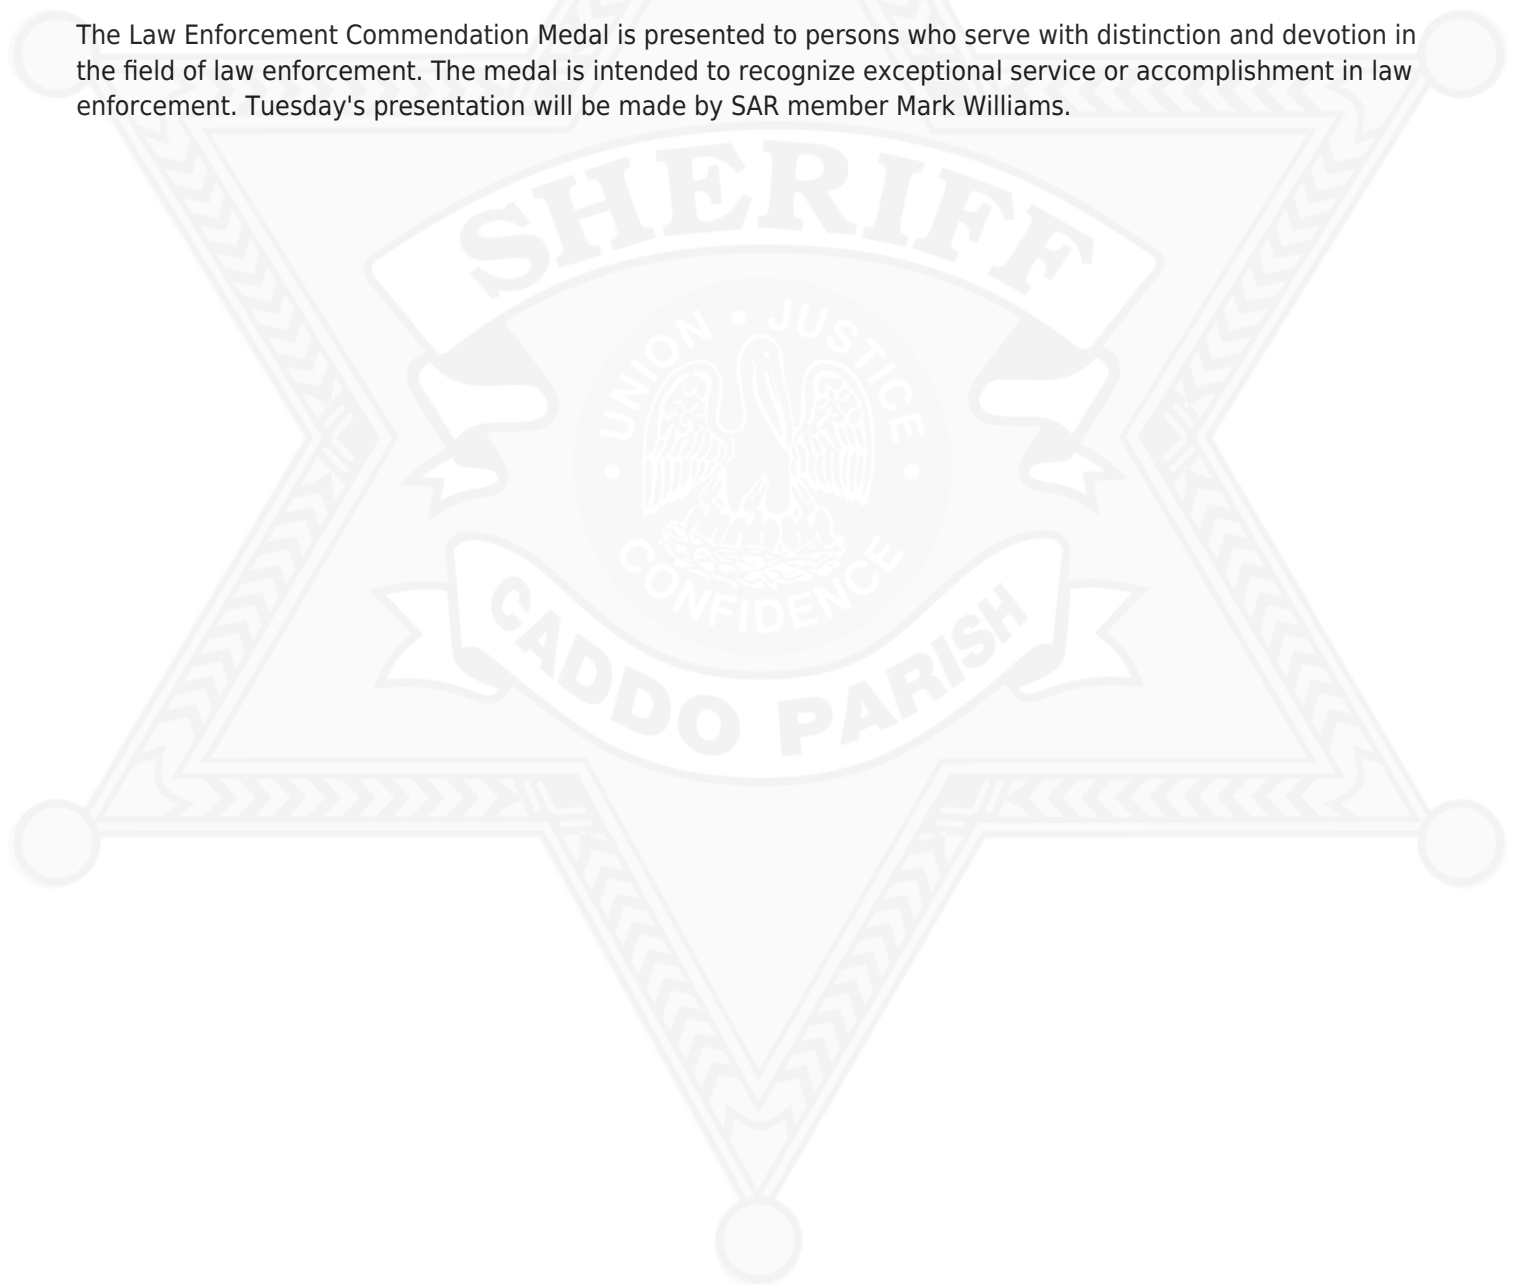 The Law Enforcement Commendation Medal is presented to persons who serve with distinction and devotion in
the field of law enforcement. The medal is intended to recognize exceptional service or accomplishment in law
enforcement. Tuesday's presentation will be made by SAR member Mark Williams.
SHERIFF
UNION • JUSTICE
• CONFIDENCE •
CADDO PARISH